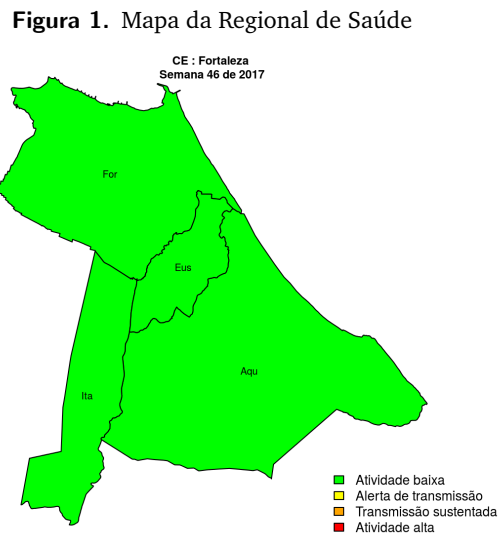 Figura 1. Mapa da Regional de Saúde
CE : Fortaleza
Semana 46 de 2017
For
Eus
Aqu
Ita
Atividade baixa
Alerta de transmissão
Transmissão sustentada
Atividade alta